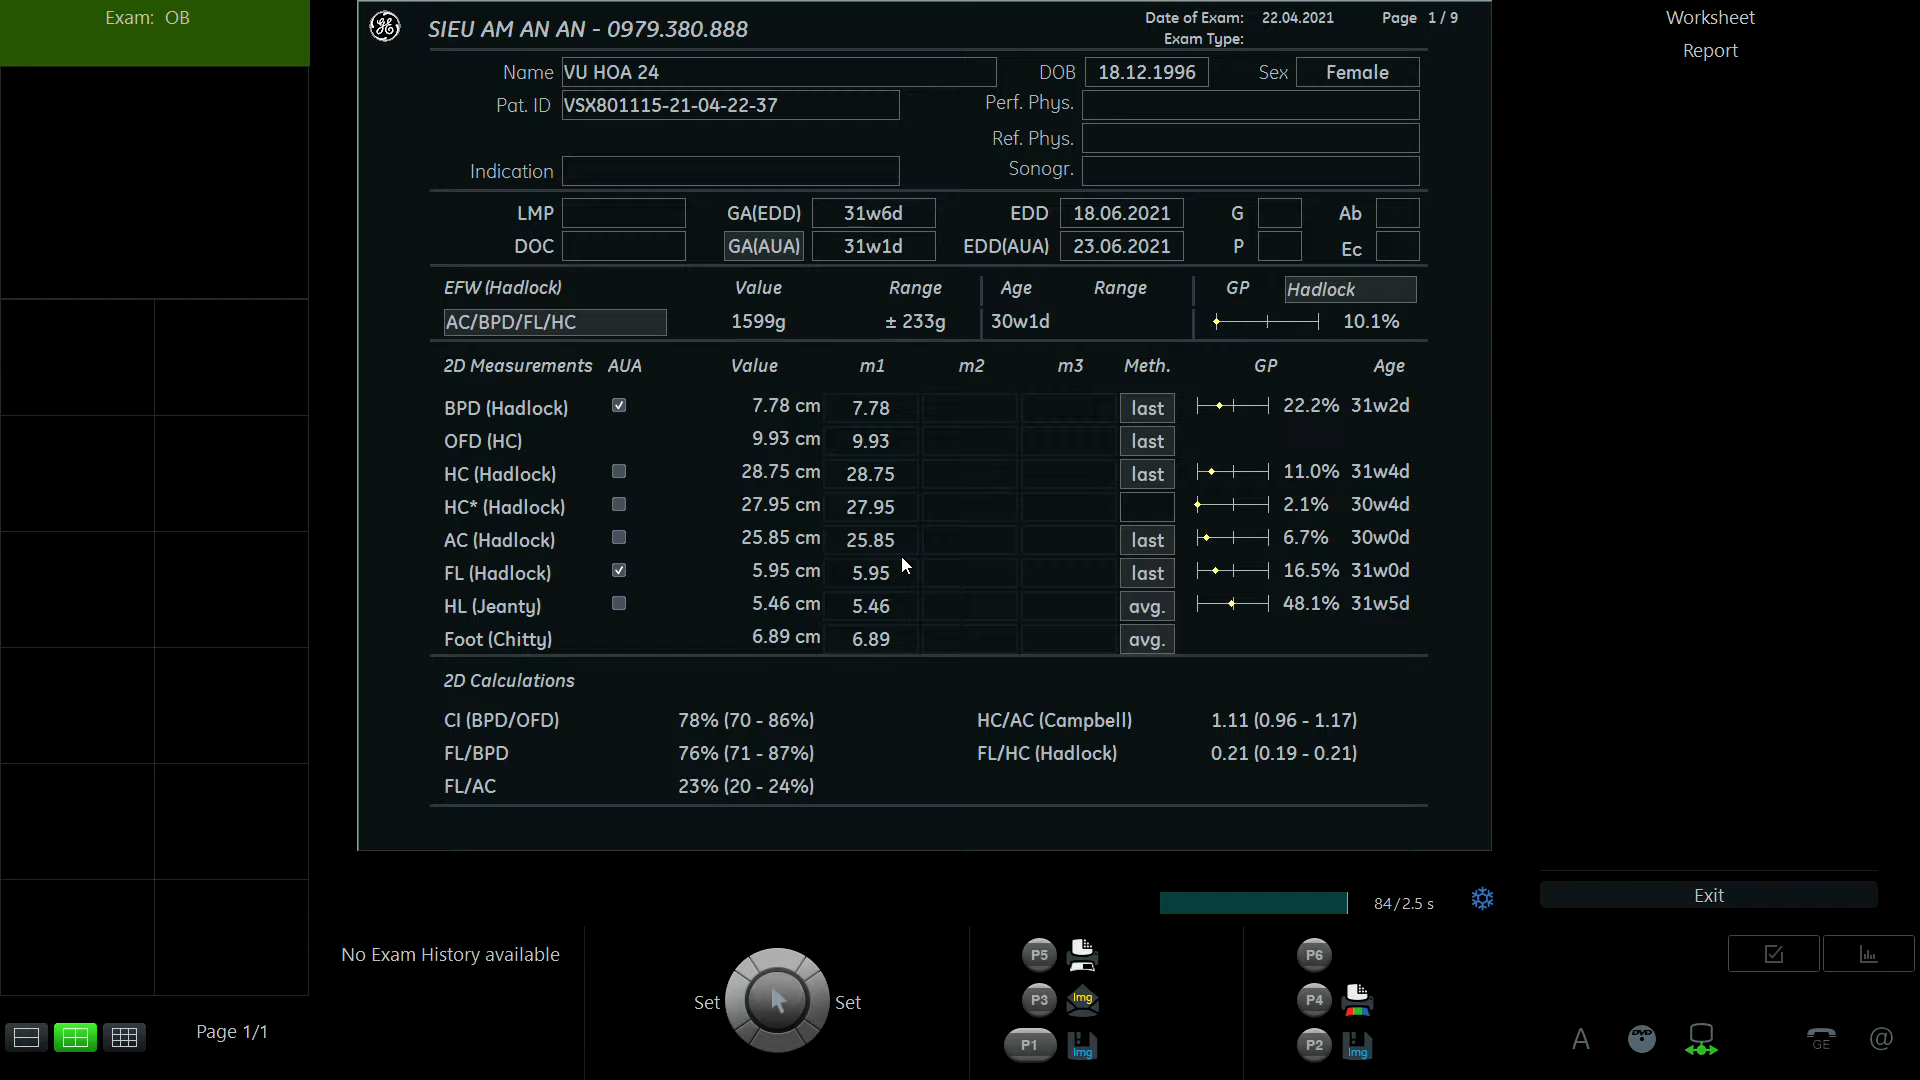 Exam: OB
SIEU AM AN AN - 0979.380.888
Date of Exam: 22.04.2021 Page 1 / 9
Exam Type:
Name VU HOA 24 DOB 18.12.1996 Sex Female
Pat. ID VSX801115-21-04-22-37 Perf. Phys.
Ref. Phys.
Indication Sonogr.
LMP GA(EDD) 31w6d EDD 18.06.2021 G Ab
DOC GA(AUA) 31w1d EDD(AUA) 23.06.2021 P Ec
EFW (Hadlock) Value Range Age Range GP Hadlock
AC/BPD/FL/HC 1599g ± 233g 30w1d 10.1%
2D Measurements AUA Value m1 m2 m3 Meth. GP Age
BPD (Hadlock) 7.78 cm 7.78 last 22.2% 31w2d
OFD (HC) 9.93 cm 9.93 last
HC (Hadlock) 28.75 cm 28.75 last 11.0% 31w4d
HC* (Hadlock) 27.95 cm 27.95 2.1% 30w4d
AC (Hadlock) 25.85 cm 25.85 last 6.7% 30w0d
FL (Hadlock) 5.95 cm 5.95 last 16.5% 31w0d
HL (Jeanty) 5.46 cm 5.46 avg. 48.1% 31w5d
Foot (Chitty) 6.89 cm 6.89 avg.
2D Calculations
CI (BPD/OFD) 78% (70 - 86%) HC/AC (Campbell) 1.11 (0.96 - 1.17)
FL/BPD 76% (71 - 87%) FL/HC (Hadlock) 0.21 (0.19 - 0.21)
FL/AC 23% (20 - 24%)
Worksheet
Report
84/2.5 s
Exit
No Exam History available
Set Set
P5 P6
P3 Img P4
P1 Img P2 Img
Page 1/1
A DVD GE @